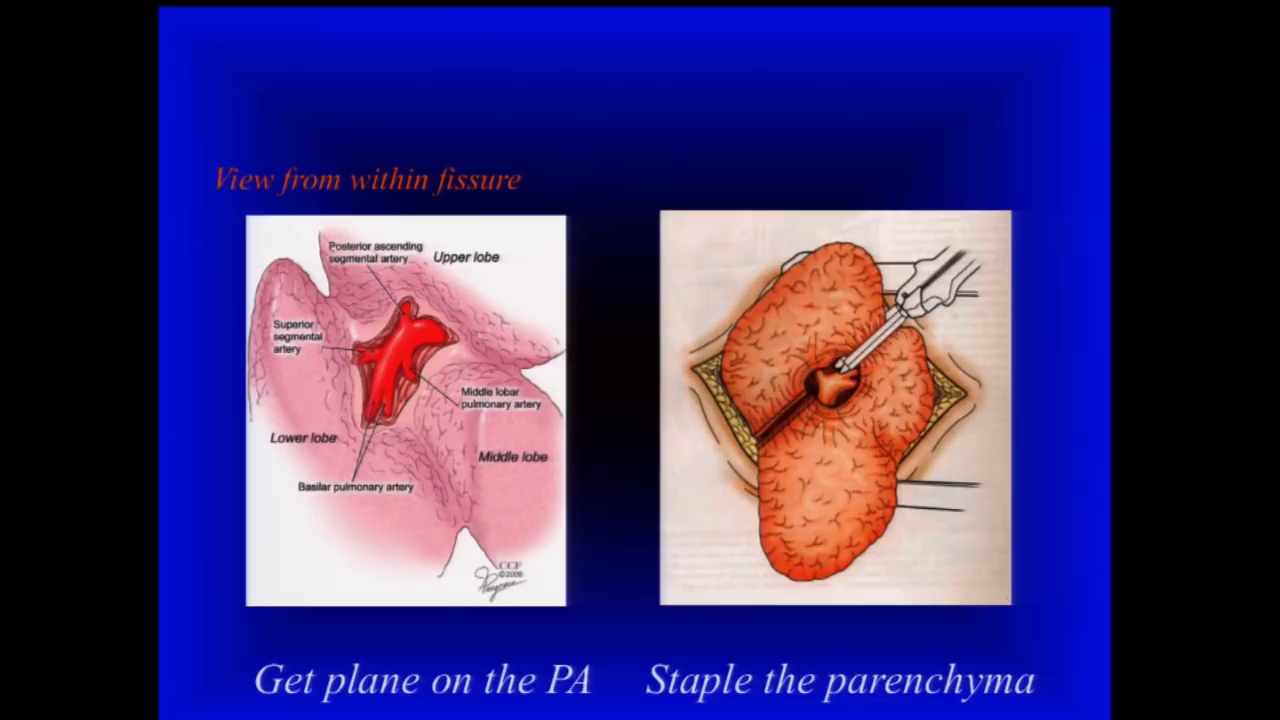 View from within fissure
Posterior ascending
segmental artery
Upper lobe
Superior
segmental
artery
Middle lobar
pulmonary artery
Lower lobe
Middle lobe
Basilar pulmonary artery
CCF
©2008
Get plane on the PA
Staple the parenchyma